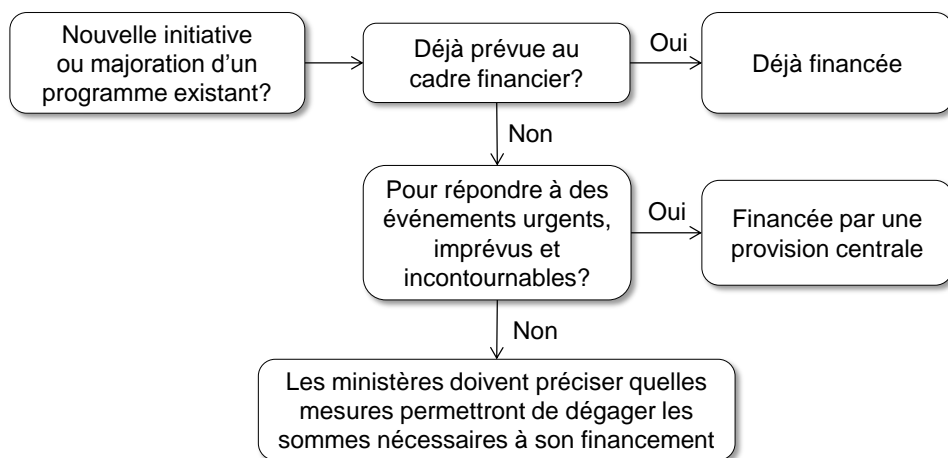 Nouvelle initiative
ou majoration d'un
programme existant?
Déjà prévue au
cadre financier?
Oui
Déjà financée
Non
Pour répondre à des
événements urgents,
imprévus et
incontournables?
Oui
Financée par une
provision centrale
Non
Les ministères doivent préciser quelles
mesures permettront de dégager les
sommes nécessaires à son financement